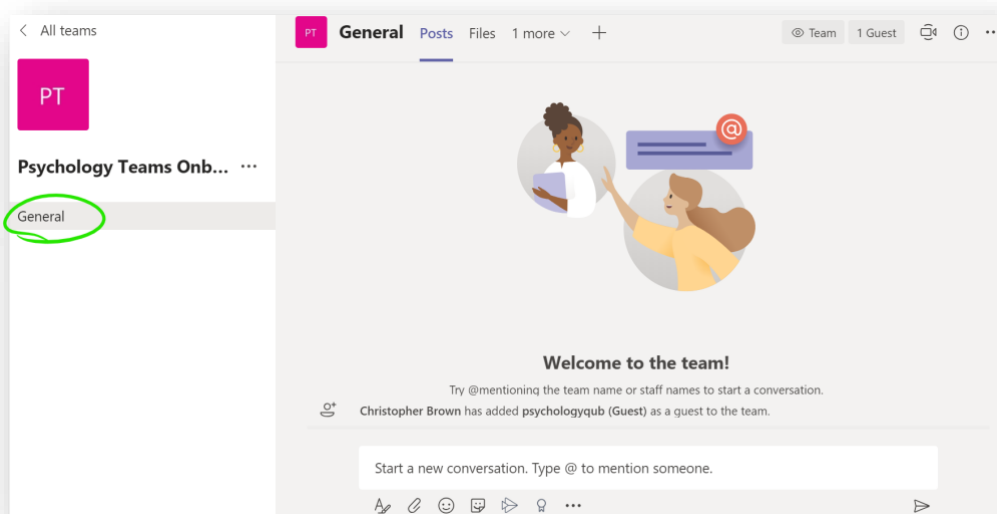 All teams
PT
Psychology Teams Onb... ...
General
PT General Posts Files 1 more Team 1 Guest
@
Welcome to the team!
Try @mentioning the team name or staff names to start a conversation.
Christopher Brown has added psychologyqub (Guest) as a guest to the team.
Start a new conversation. Type @ to mention someone.